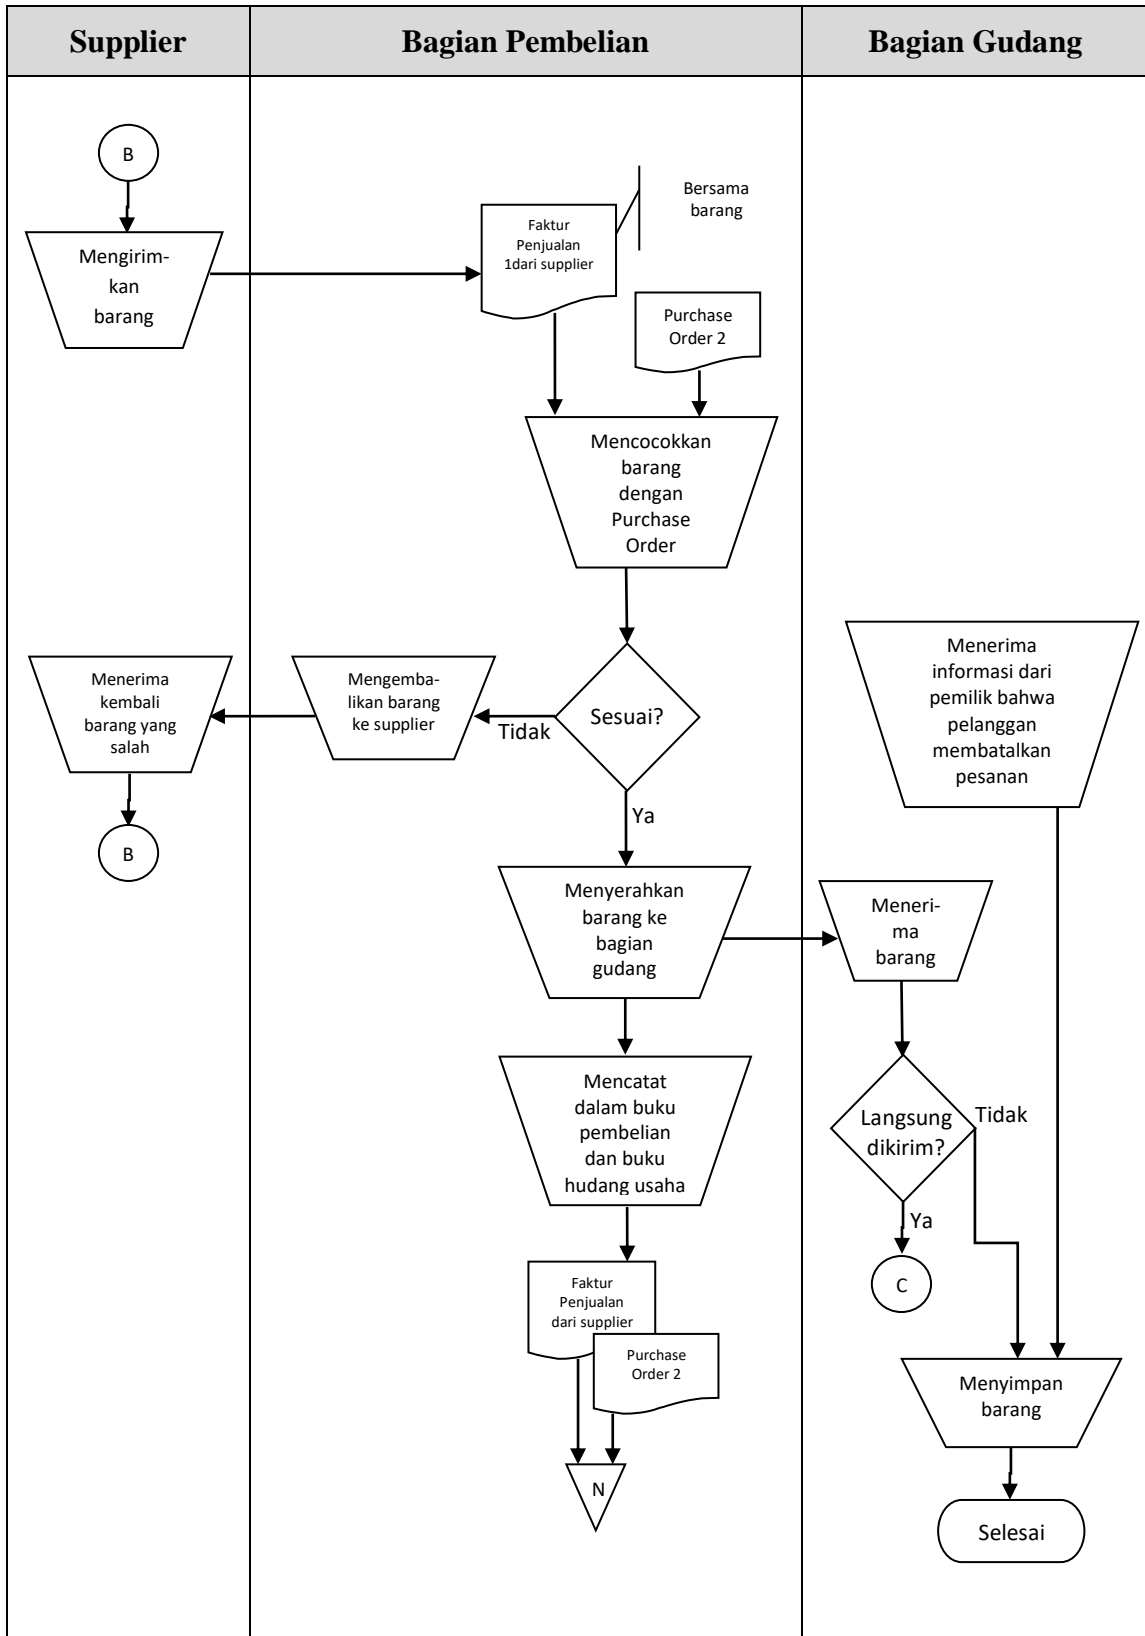 Supplier
Bagian Pembelian
Bagian Gudang
B
Mengirim-
kan
barang
Faktur
Penjualan
1dari supplier
Bersama
barang
Purchase
Order 2
Mencocokkan
barang
dengan
Purchase
Order
Sesuai?
Tidak
Mengemba-
likan barang
ke supplier
Menerima
kembali
barang yang
salah
B
Ya
Menyerahkan
barang ke
bagian
gudang
Mencatat
dalam buku
pembelian
dan buku
hudang usaha
Faktur
Penjualan
dari supplier
Purchase
Order 2
N
Menerima
informasi dari
pemilik bahwa
pelanggan
membatalkan
pesanan
Meneri-
ma
barang
Langsung
dikirim?
Tidak
Ya
C
Menyimpan
barang
Selesai